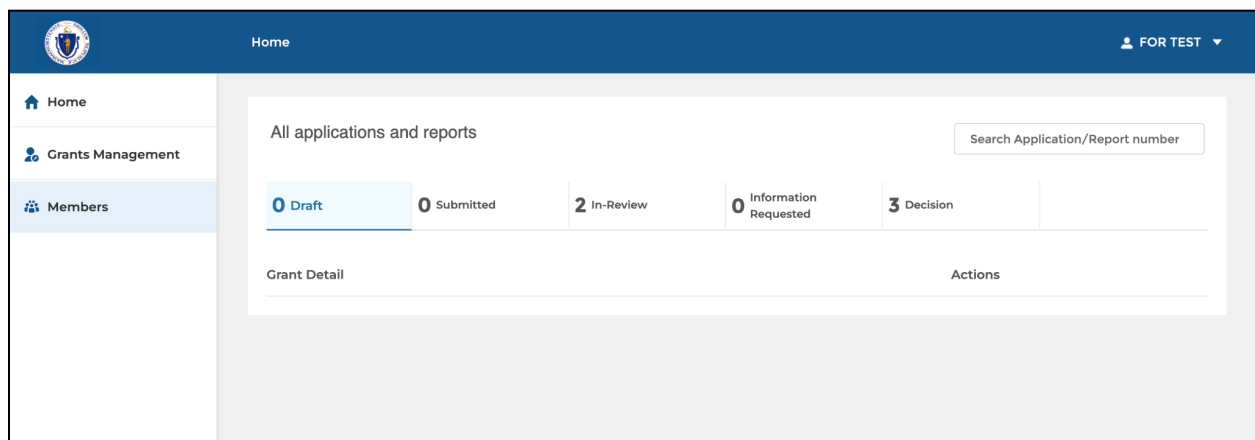 Home
FOR TEST
Home
Grants Management
Members
All applications and reports
Search Application/Report number
0 Draft
0 Submitted
2 In-Review
0 Information
Requested
3 Decision
Grant Detail
Actions